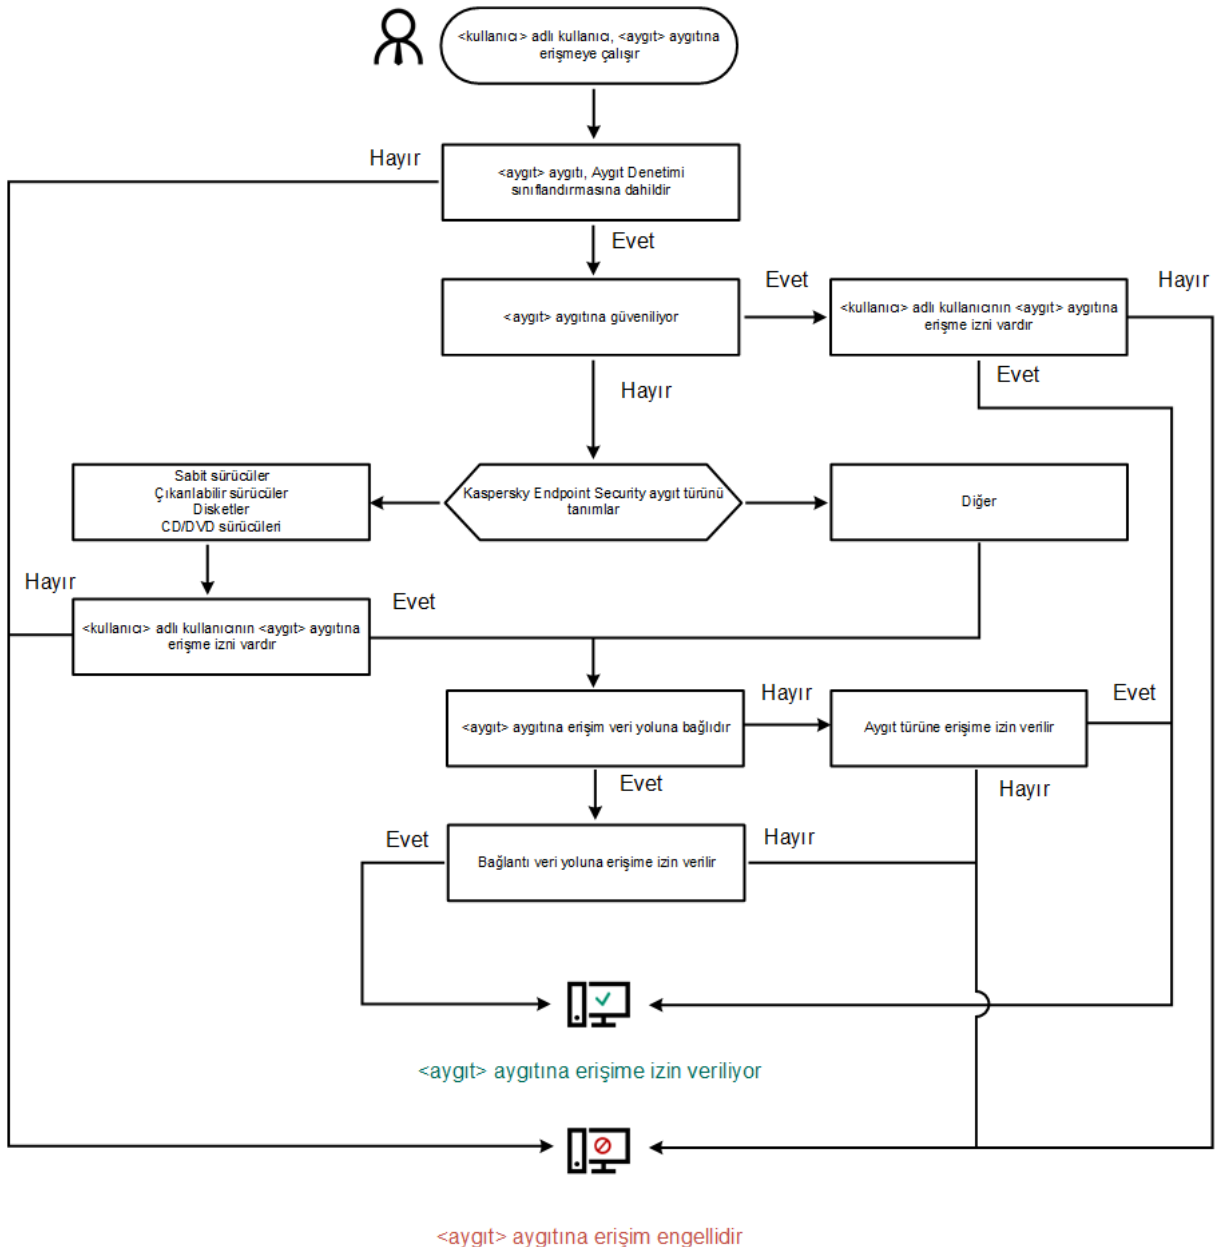 <kullanıcı> adlı kullanıcı, <aygıt> aygıtına
erişmeye çalışır
Hayır
<aygıt> aygıtı, Aygıt Denetimi
sınıflandırmasına dahildir
Evet
Evet
Hayır
<aygıt> aygıtına güveniliyor
<kullanıcı> adlı kullanıcının <aygıt> aygıtına
erişme izni vardır
Evet
Hayır
Sabit sürücüler
Çıkarılabilir sürücüler
Disketler
CD/DVD sürücüleri
Kaspersky Endpoint Security aygıt türünü
tanımlar
Diğer
Hayır
Evet
<kullanıcı> adlı kullanıcının <aygıt> aygıtına
erişme izni vardır
Hayır
Evet
<aygıt> aygıtına erişim veri yoluna bağlıdır
Aygıt türüne erişime izin verilir
Evet
Hayır
Evet
Hayır
Bağlantı veri yoluna erişime izin verilir
<aygıt> aygıtına erişime izin veriliyor
<aygıt> aygıtına erişim engellidir